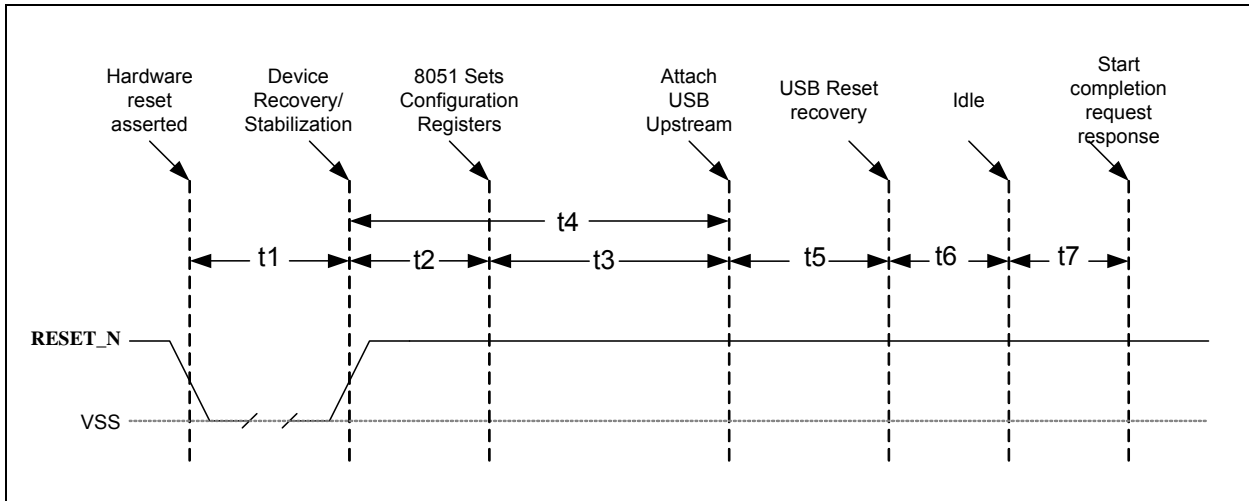 Hardware
reset
asserted
Device
Recovery/
Stabilization
8051 Sets
Configuration
Registers
Attach
USB
Upstream
USB Reset
recovery
Idle
Start
completion
request
response
t4
t1
t2
t3
t5
t6
t7
RESET_N
VSS